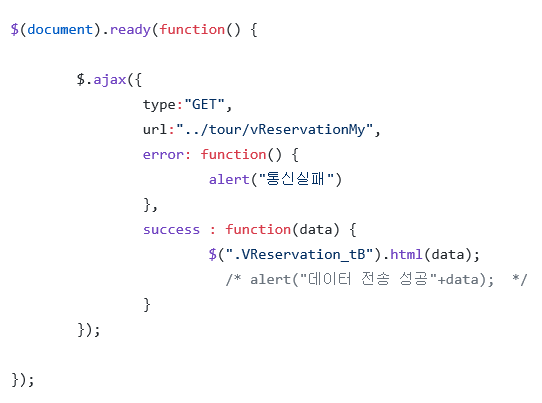 $(document).ready(function() {
$.ajax({
type:"GET",
url:"../tour/vReservationMy",
error: function() {
alert("통신실패")
},
success : function(data) {
$(".VReservation_tB").html(data);
/* alert("데이터 전송 성공"+data);  */
}
});
});